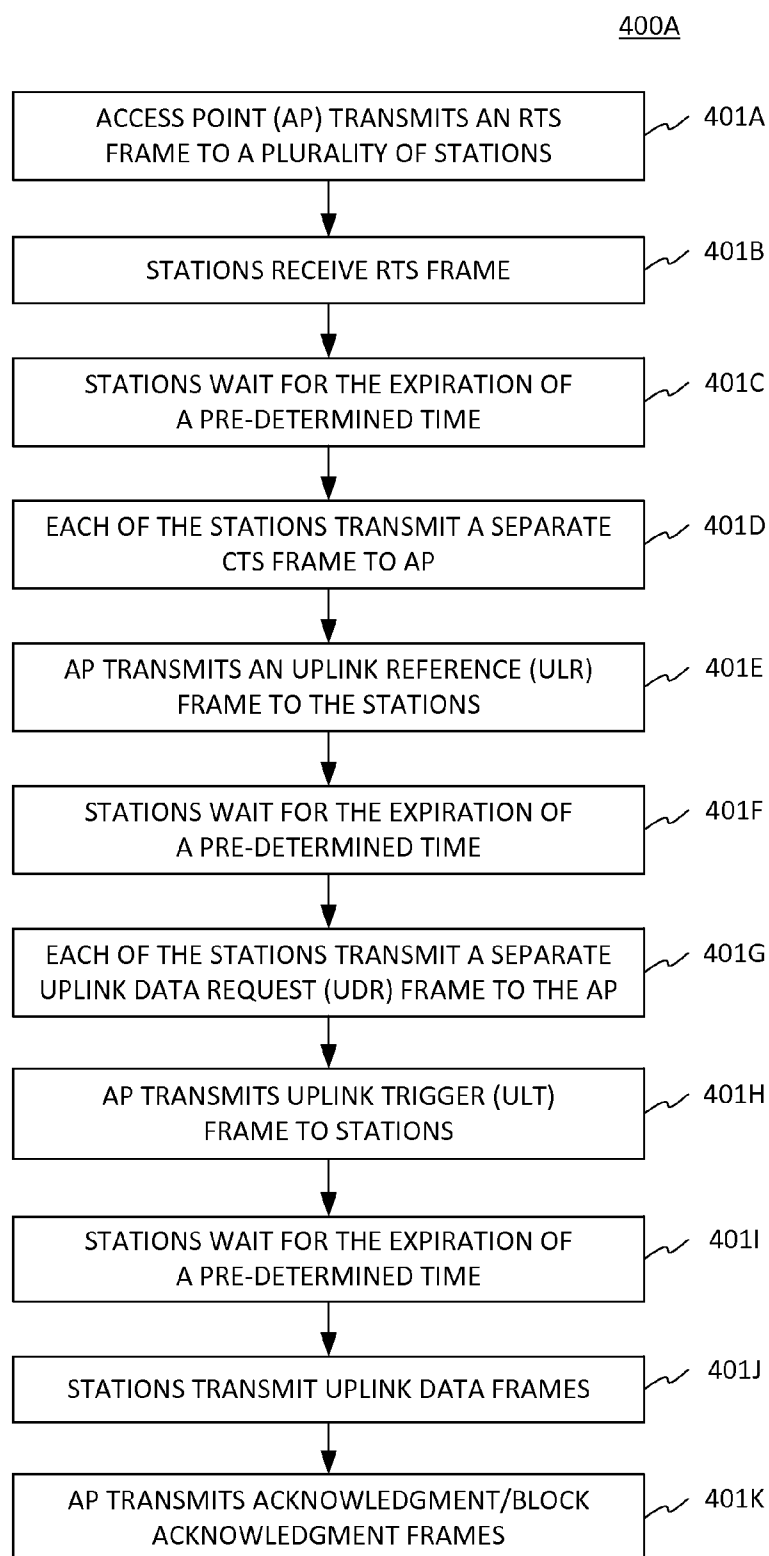 400A
ACCESS POINT (AP) TRANSMITS AN RTS
FRAME TO A PLURALITY OF STATIONS
401A
STATIONS RECEIVE RTS FRAME
401B
STATIONS WAIT FOR THE EXPIRATION OF
A PRE-DETERMINED TIME
401C
EACH OF THE STATIONS TRANSMIT A SEPARATE
CTS FRAME TO AP
401D
AP TRANSMITS AN UPLINK REFERENCE (ULR)
FRAME TO THE STATIONS
401E
STATIONS WAIT FOR THE EXPIRATION OF
A PRE-DETERMINED TIME
401F
EACH OF THE STATIONS TRANSMIT A SEPARATE
UPLINK DATA REQUEST (UDR) FRAME TO THE AP
401G
AP TRANSMITS UPLINK TRIGGER (ULT)
FRAME TO STATIONS
401H
STATIONS WAIT FOR THE EXPIRATION OF
A PRE-DETERMINED TIME
401I
STATIONS TRANSMIT UPLINK DATA FRAMES
401J
AP TRANSMITS ACKNOWLEDGMENT/BLOCK
ACKNOWLEDGMENT FRAMES
401K